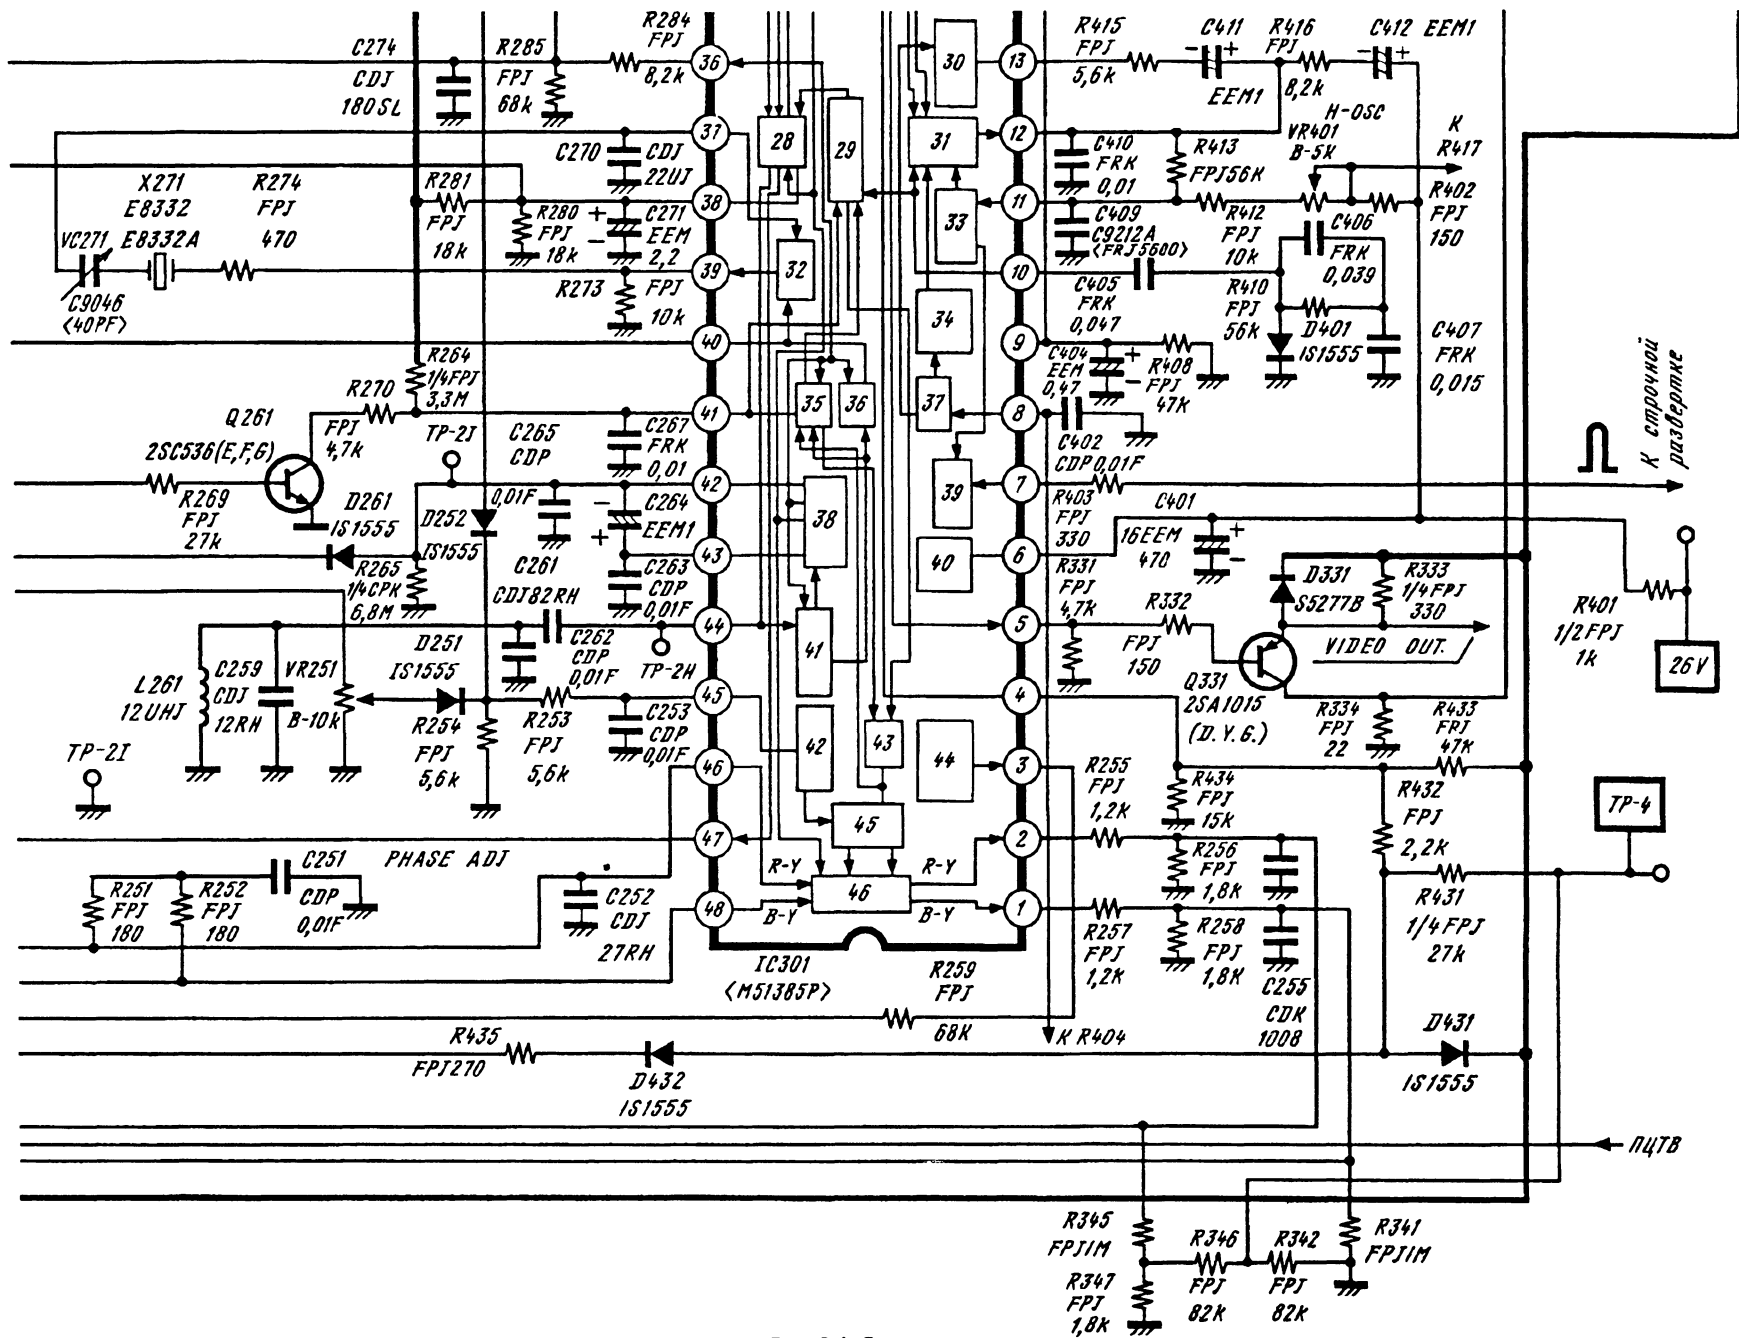 C274
CDJ
180SL
R285
FPJ
68k
R284
FPJ
8,2k
36
37
38
39
40
41
42
43
44
45
46
47
48
C270
CDJ
22UJ
X271
E8332
E8332A
R274
FPJ
470
VC271
C9046
<40PF>
R281
FPJ
18k
R280
FPJ
18k
+
-
C271
EEM
2,2
R273
FPJ
10k
R264
1/4FPJ
3,3M
R270
FPJ
4,7k
Q261
2SC536(E,F,G)
TP-2J
C265
CDP
0,01F
C267
FRK
0,01
R269
FPJ
27k
D261
IS1555
D252
IS1555
-
+
C264
EEM1
C263
CDP
0,01F
R265
1/4CPK
6,8M
C261
CDJ82RH
D251
IS1555
C262
CDP
0,01F
TP-2H
L261
12UHJ
C259
CDJ
12RH
VR251
B-10k
R254
FPJ
5,6k
R253
FPJ
5,6k
C253
CDP
0,01F
TP-2I
PHASE ADJ
R251
FPJ
180
R252
FPJ
180
C251
CDP
0,01F
C252
CDJ
27RH
28
29
30
31
32
33
34
35
36
37
38
39
40
41
42
43
44
45
46
R-Y
R-Y
B-Y
B-Y
IC301
<M51385P>
R259
FPJ
68K
R435
FPJ270
D432
IS1555
13
12
11
10
9
8
7
6
5
4
3
2
1
R415
FPJ
5,6k
- +
C411
EEM1
R416
FPJ
8,2k
- +
C412 EEM1
H-OSC
VR401
B-5K
К
R417
C410
FRK
0,01
R413
FPJ56K
C409
C9212A
<FRJ5600>
R412
FPJ
10k
C406
FRK
0,039
R402
FPJ
150
C405
FRK
0,047
R410
FPJ
56k
D401
IS1555
C407
FRK
0,015
C404
EEM
0,47
+
-
R408
FPJ
47K
C402
CDP0,01F
К строчной
развертке
R403
FPJ
330
C401
16EEM
470
+
-
R331
FPJ
4,7K
R332
FPJ
150
D331
S5277B
R333
1/4FPJ
330
VIDEO OUT.
R401
1/2FPJ
1k
26V
Q331
2SA1015
(D.Y.G.)
R334
FPJ
22
R433
FPJ
47K
R255
FPJ
1,2K
R434
FPJ
15k
R432
FPJ
2,2k
TP-4
R256
FPJ
1,8K
R431
1/4FPJ
27k
R257
FPJ
1,2K
R258
FPJ
1,8K
C255
CDK
1008
К R404
D431
IS1555
ПЦТВ
R345
FPJ1M
R346
FPJ
82K
R342
FPJ
82K
R341
FPJ1M
R347
FPJ
1,8K